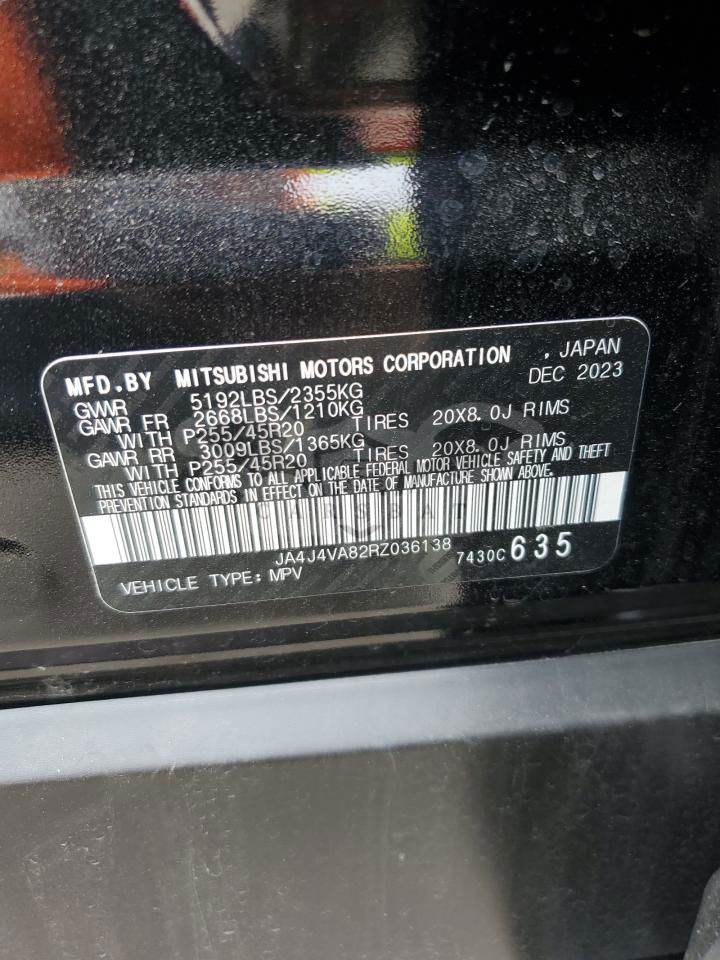 MFD.BY MITSUBISHI MOTORS CORPORATION , JAPAN
DEC 2023
GVWR 5192LBS/2355KG
GAWR FR 2668LBS/1210KG
WITH P255/45R20 TIRES 20X8.0J RIMS
GAWR RR 3009LBS/1365KG
WITH P255/45R20 TIRES 20X8.0J RIMS
THIS VEHICLE CONFORMS TO ALL APPLICABLE FEDERAL MOTOR VEHICLE SAFETY AND THEFT
PREVENTION STANDARDS IN EFFECT ON THE DATE OF MANUFACTURE SHOWN ABOVE.
CARSBAT
JA4J4VA82RZ036138 7430C 635
VEHICLE TYPE: MPV